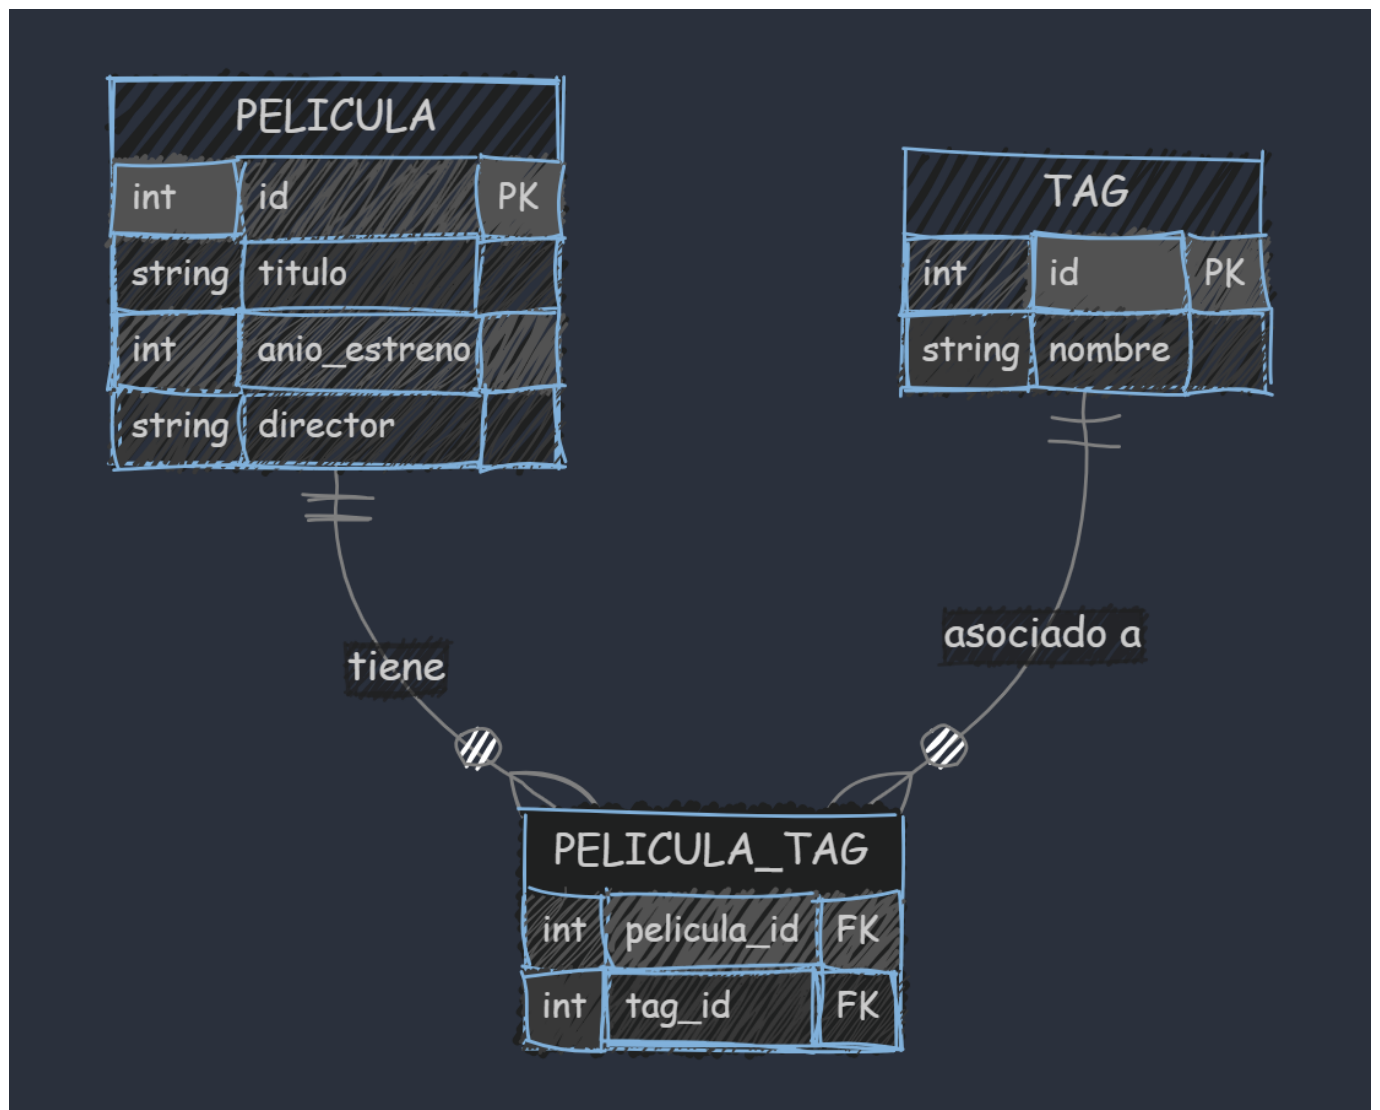 PELICULA
int id PK
string titulo
int anio_estreno
string director
TAG
int id PK
string nombre
tiene
asociado a
PELICULA_TAG
int pelicula_id FK
int tag_id FK